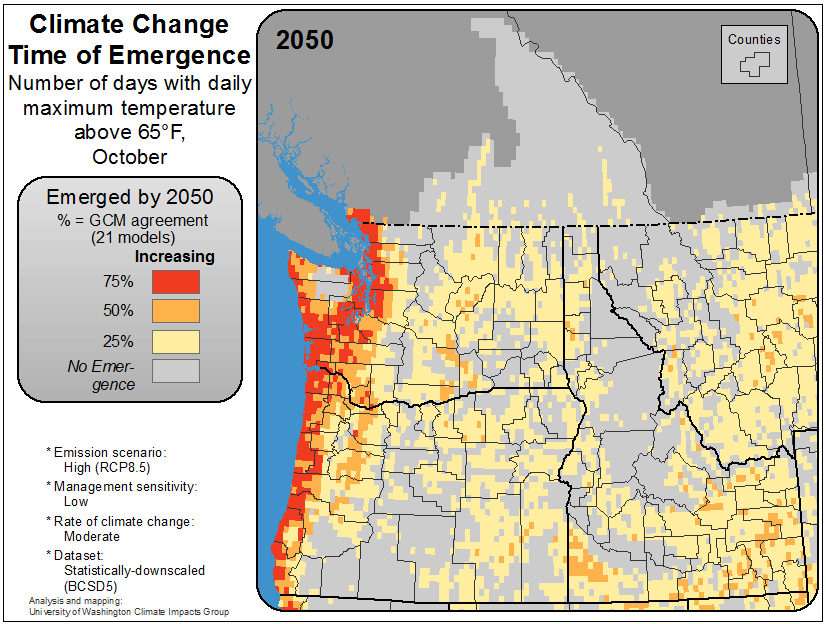 Climate Change
Time of Emergence
Number of days with daily
maximum temperature
above 65°F,
October
2050
Counties
Emerged by 2050
% = GCM agreement
(21 models)
Increasing
75%
50%
25%
No Emer-
gence
* Emission scenario:
High (RCP8.5)
* Management sensitivity:
Low
* Rate of climate change:
Moderate
* Dataset:
Statistically-downscaled
(BCSD5)
Analysis and mapping:
University of Washington Climate Impacts Group